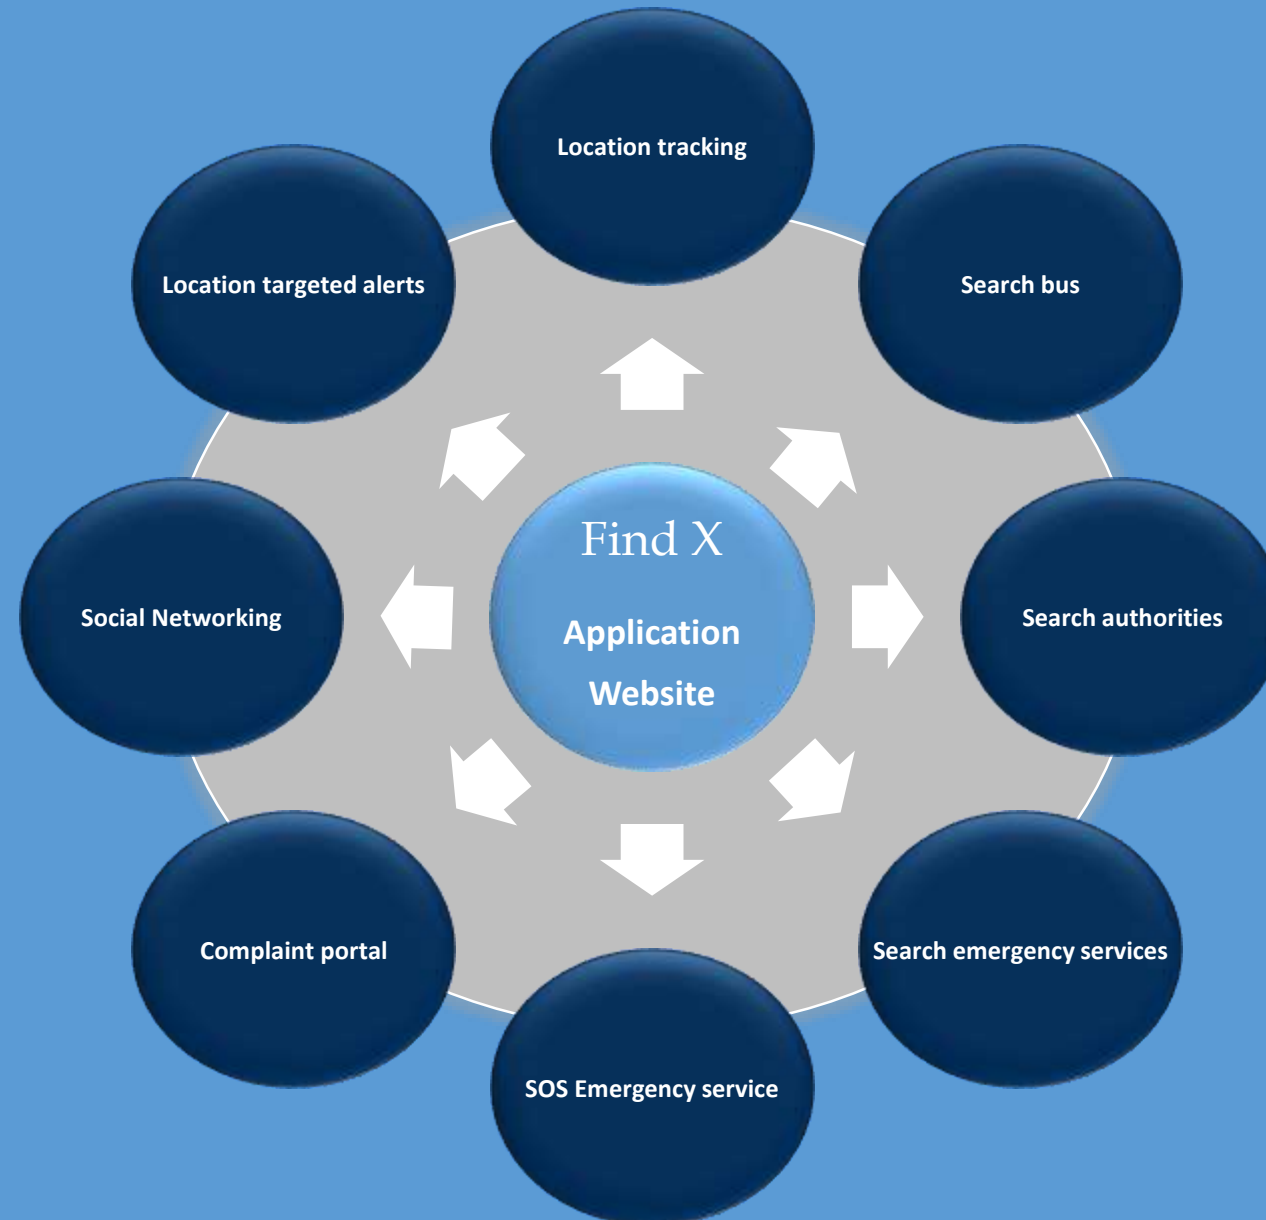 Location tracking
Location targeted alerts
Search bus
Find X
Application
Website
Social Networking
Search authorities
Complaint portal
Search emergency services
SOS Emergency service